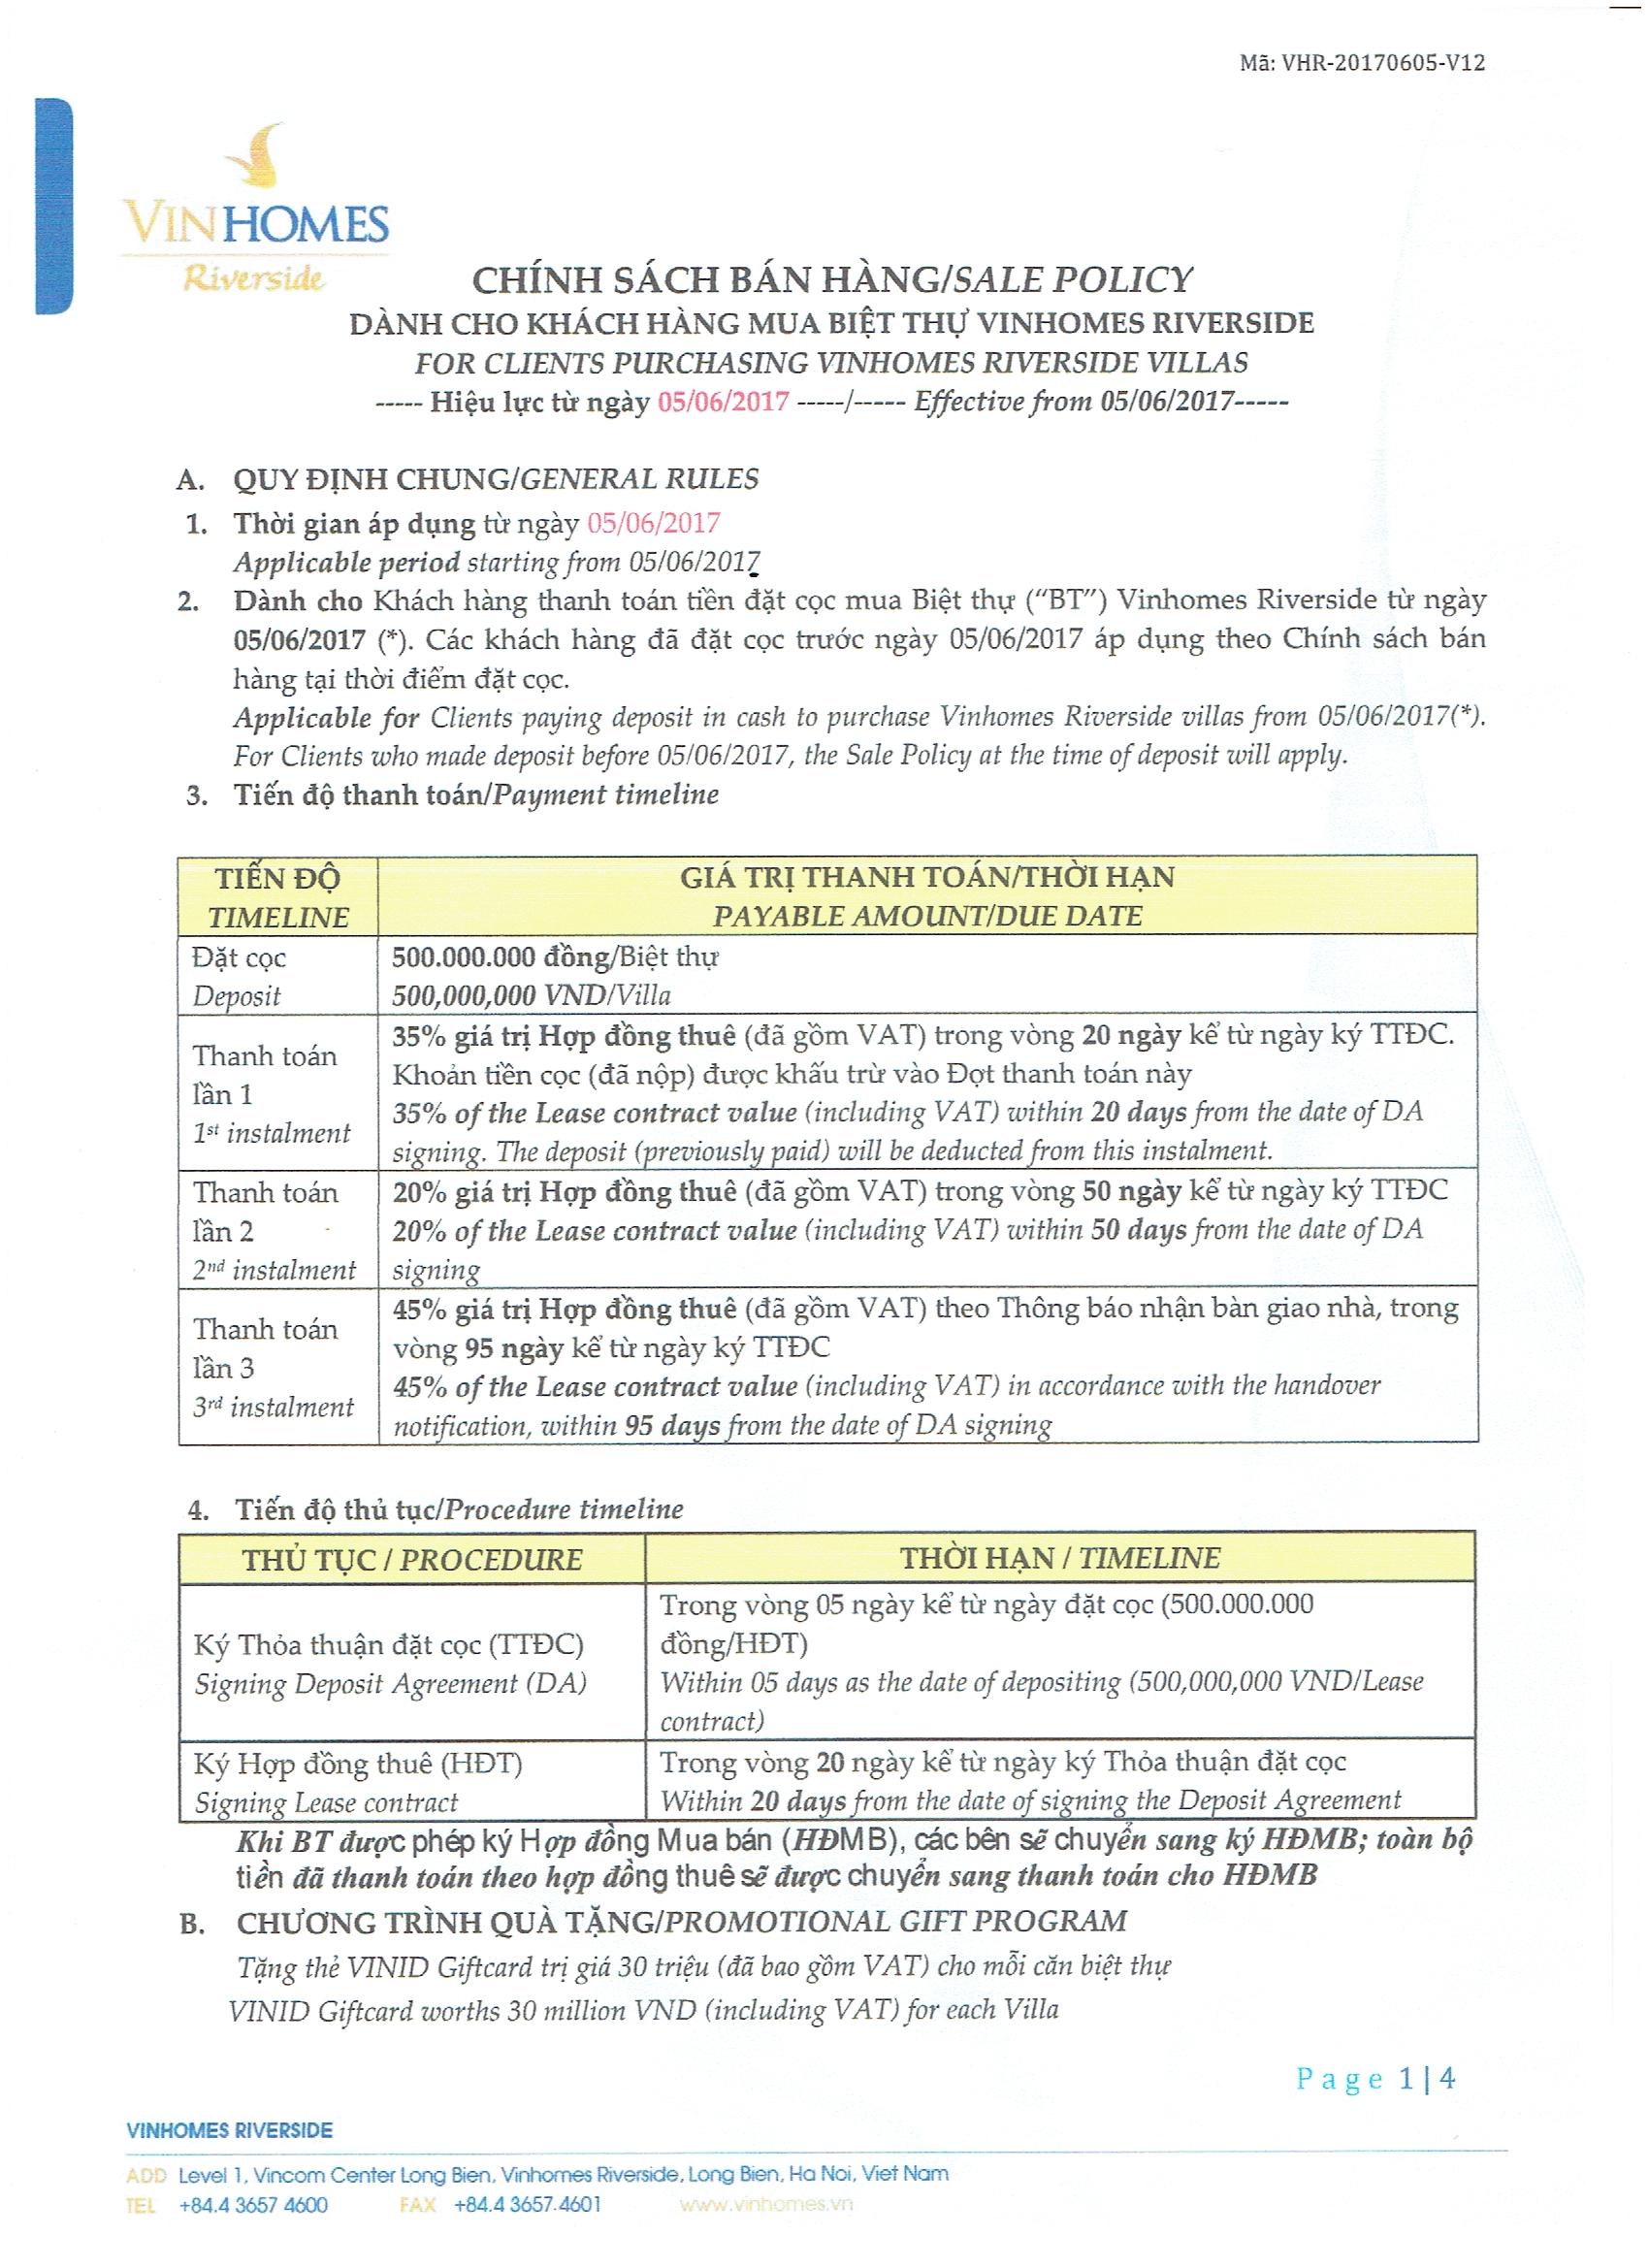 Mã: VHR-20170605-V12
VINHOMES
Riverside
CHÍNH SÁCH BÁN HÀNG/SALE POLICY
DÀNH CHO KHÁCH HÀNG MUA BIỆT THỰ VINHOMES RIVERSIDE
FOR CLIENTS PURCHASING VINHOMES RIVERSIDE VILLAS
----- Hiệu lực từ ngày 05/06/2017 -----/----- Effective from 05/06/2017-----
A. QUY ĐỊNH CHUNG/GENERAL RULES
1. Thời gian áp dụng từ ngày 05/06/2017
Applicable period starting from 05/06/2017
2. Dành cho Khách hàng thanh toán tiền đặt cọc mua Biệt thự (“BT”) Vinhomes Riverside từ ngày
05/06/2017 (*). Các khách hàng đã đặt cọc trước ngày 05/06/2017 áp dụng theo Chính sách bán
hàng tại thời điểm đặt cọc.
Applicable for Clients paying deposit in cash to purchase Vinhomes Riverside villas from 05/06/2017(*).
For Clients who made deposit before 05/06/2017, the Sale Policy at the time of deposit will apply.
3. Tiến độ thanh toán/Payment timeline
TIẾN ĐỘ
TIMELINE
GIÁ TRỊ THANH TOÁN/THỜI HẠN
PAYABLE AMOUNT/DUE DATE
Đặt cọc
Deposit
500.000.000 đồng/Biệt thự
500,000,000 VND/Villa
Thanh toán
lần 1
1st instalment
35% giá trị Hợp đồng thuê (đã gồm VAT) trong vòng 20 ngày kể từ ngày ký TTĐC.
Khoản tiền cọc (đã nộp) được khấu trừ vào Đợt thanh toán này
35% of the Lease contract value (including VAT) within 20 days from the date of DA
signing. The deposit (previously paid) will be deducted from this instalment.
Thanh toán
lần 2
2nd instalment
20% giá trị Hợp đồng thuê (đã gồm VAT) trong vòng 50 ngày kể từ ngày ký TTĐC
20% of the Lease contract value (including VAT) within 50 days from the date of DA
signing
Thanh toán
lần 3
3rd instalment
45% giá trị Hợp đồng thuê (đã gồm VAT) theo Thông báo nhận bàn giao nhà, trong
vòng 95 ngày kể từ ngày ký TTĐC
45% of the Lease contract value (including VAT) in accordance with the handover
notification, within 95 days from the date of DA signing
4. Tiến độ thủ tục/Procedure timeline
THỦ TỤC / PROCEDURE
THỜI HẠN / TIMELINE
Ký Thỏa thuận đặt cọc (TTĐC)
Signing Deposit Agreement (DA)
Trong vòng 05 ngày kể từ ngày đặt cọc (500.000.000
đồng/HĐT)
Within 05 days as the date of depositing (500,000,000 VND/Lease
contract)
Ký Hợp đồng thuê (HĐT)
Signing Lease contract
Trong vòng 20 ngày kể từ ngày ký Thỏa thuận đặt cọc
Within 20 days from the date of signing the Deposit Agreement
Khi BT được phép ký Hợp đồng Mua bán (HĐMB), các bên sẽ chuyển sang ký HĐMB; toàn bộ
tiền đã thanh toán theo hợp đồng thuê sẽ được chuyển sang thanh toán cho HĐMB
B. CHƯƠNG TRÌNH QUÀ TẶNG/PROMOTIONAL GIFT PROGRAM
Tặng thẻ VINID Giftcard trị giá 30 triệu (đã bao gồm VAT) cho mỗi căn biệt thự
VINID Giftcard worths 30 million VND (including VAT) for each Villa
Page 1|4
VINHOMES RIVERSIDE
ADD Level 1, Vincom Center Long Bien, Vinhomes Riverside, Long Bien, Ha Noi, Viet Nam
TEL +84.4 3657 4600 FAX +84.4 3657.4601 www.vinhomes.vn